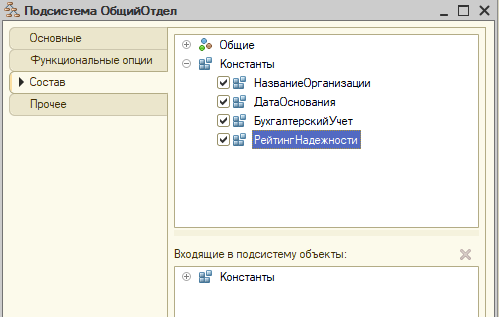 Подсистема ОбщийОтдел
Основные
Функциональные опции
Состав
Прочее
Общие
Константы
НазваниеОрганизации
ДатаОснования
БухгалтерскийУчет
РейтингНадежности
Входящие в подсистему объекты:
Константы